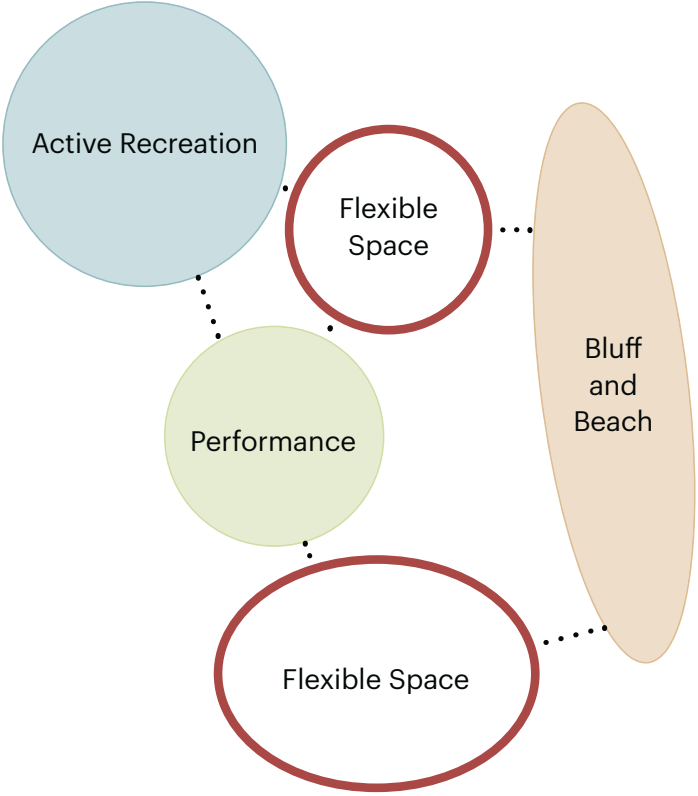 Active Recreation
Flexible
Space
Bluff
and
Beach
Performance
Flexible Space